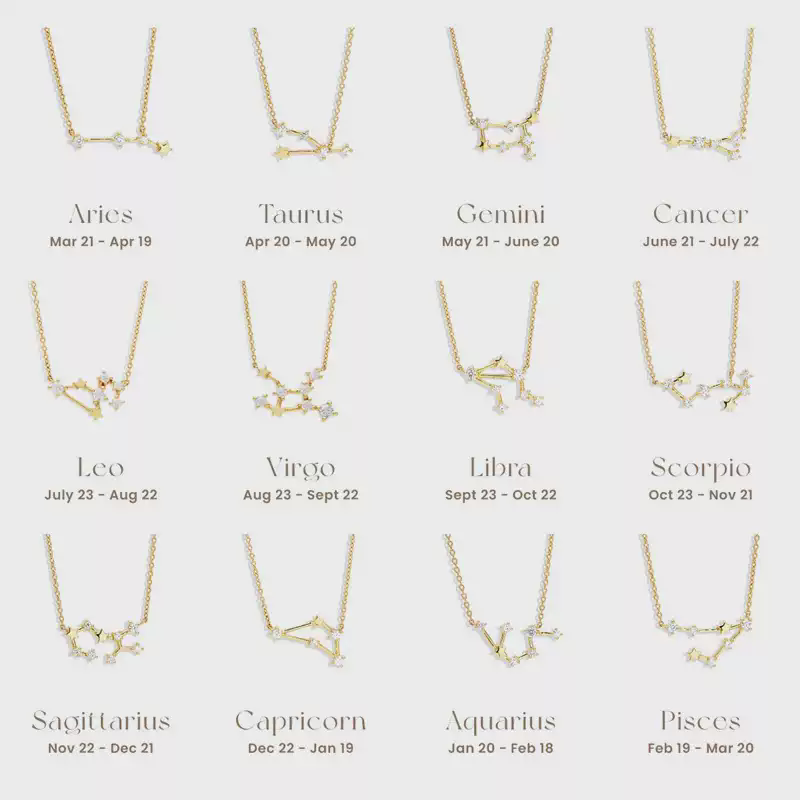 Aries
Mar 21 - Apr 19
Taurus
Apr 20 - May 20
Gemini
May 21 - June 20
Cancer
June 21 - July 22
Leo
July 23 - Aug 22
Virgo
Aug 23 - Sept 22
Libra
Sept 23 - Oct 22
Scorpio
Oct 23 - Nov 21
Sagittarius
Nov 22 - Dec 21
Capricorn
Dec 22 - Jan 19
Aquarius
Jan 20 - Feb 18
Pisces
Feb 19 - Mar 20